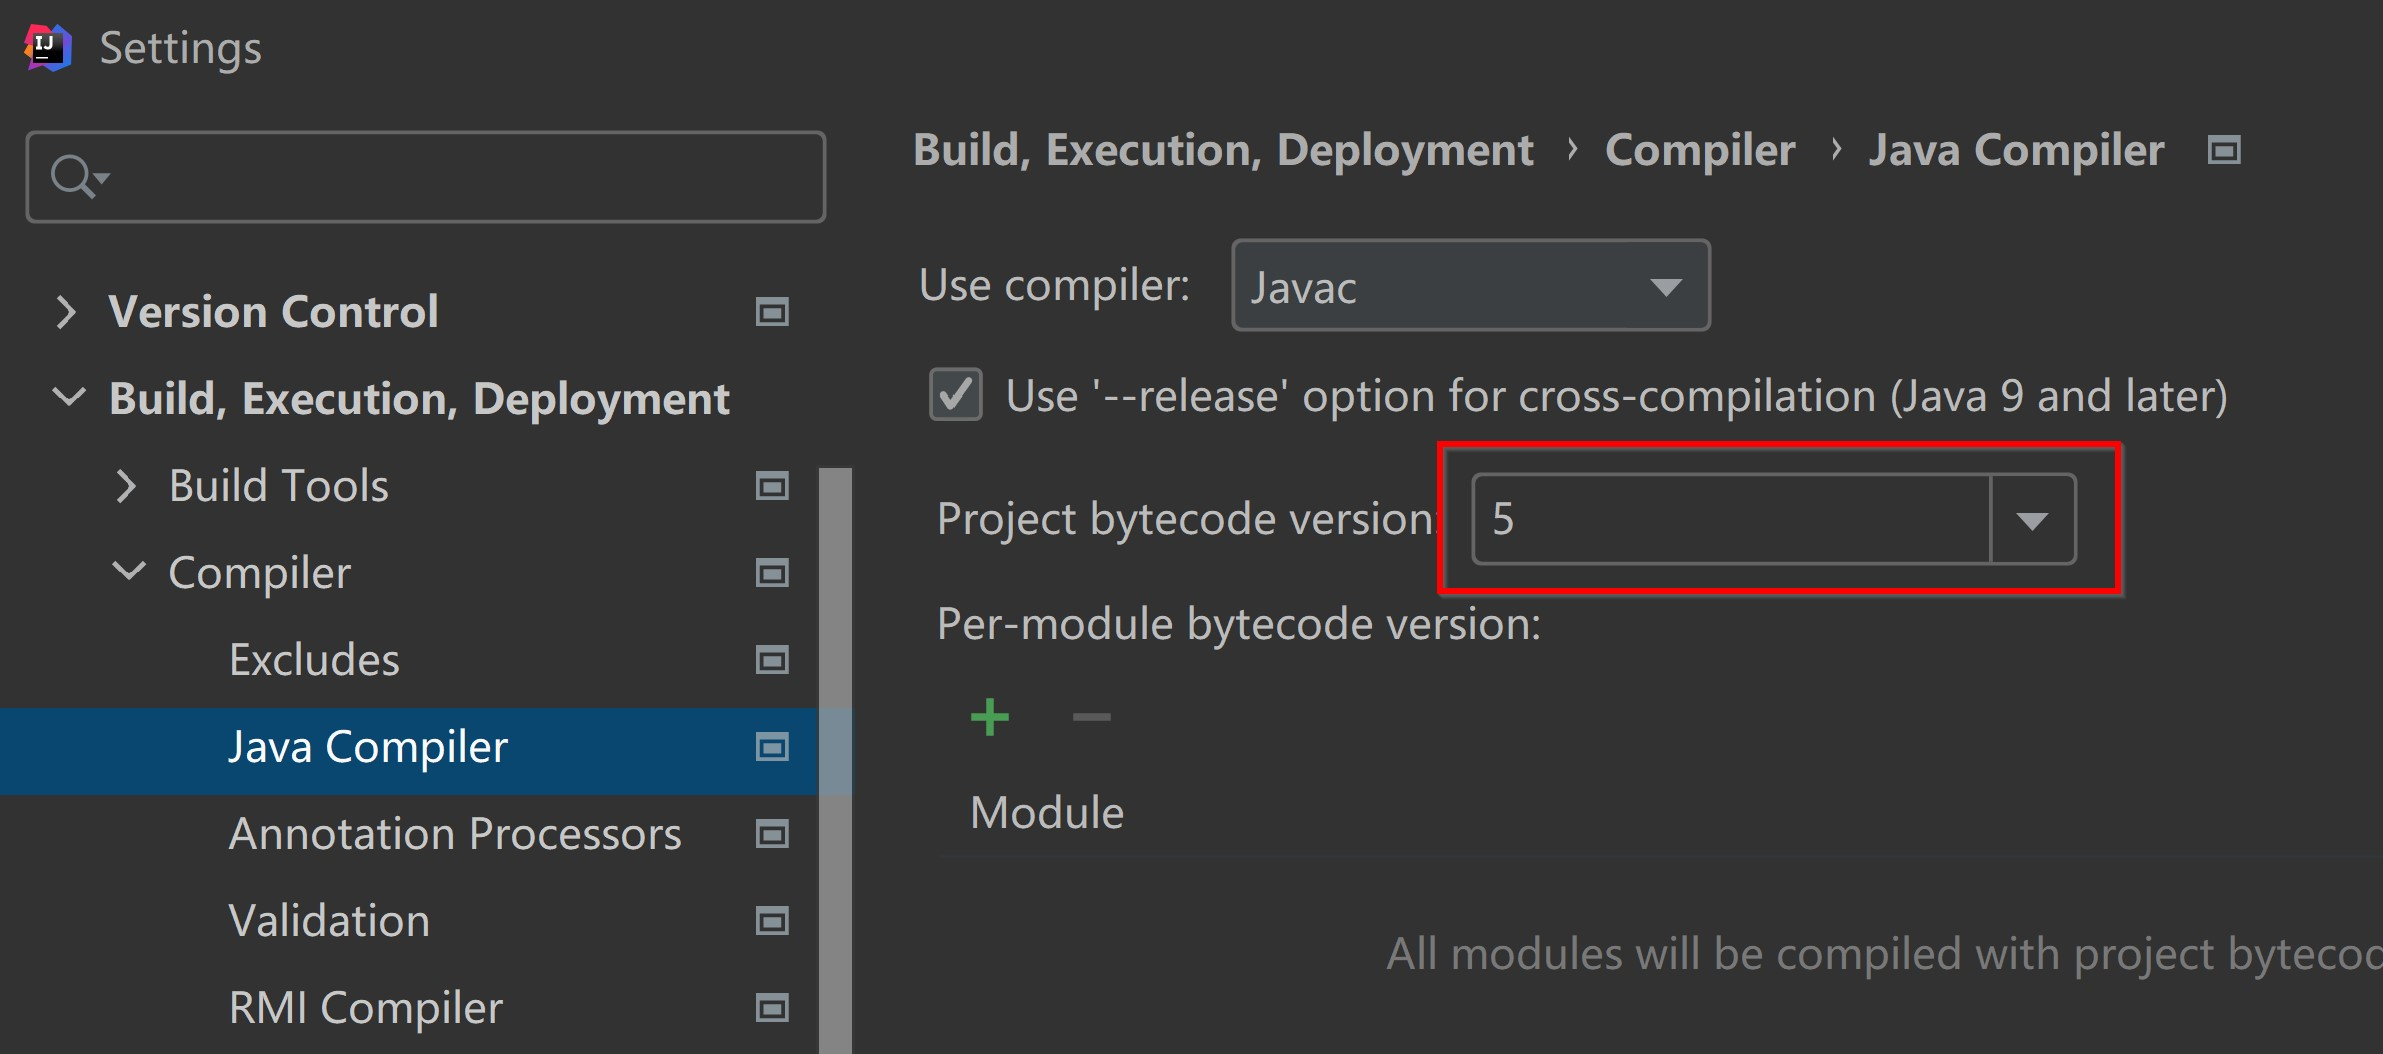 IJ
Settings
Build, Execution, Deployment › Compiler › Java Compiler
Use compiler: Javac
Use '--release' option for cross-compilation (Java 9 and later)
Project bytecode version: 5
Per-module bytecode version:
Module
All modules will be compiled with project bytecod
Version Control
Build, Execution, Deployment
Build Tools
Compiler
Excludes
Java Compiler
Annotation Processors
Validation
RMI Compiler